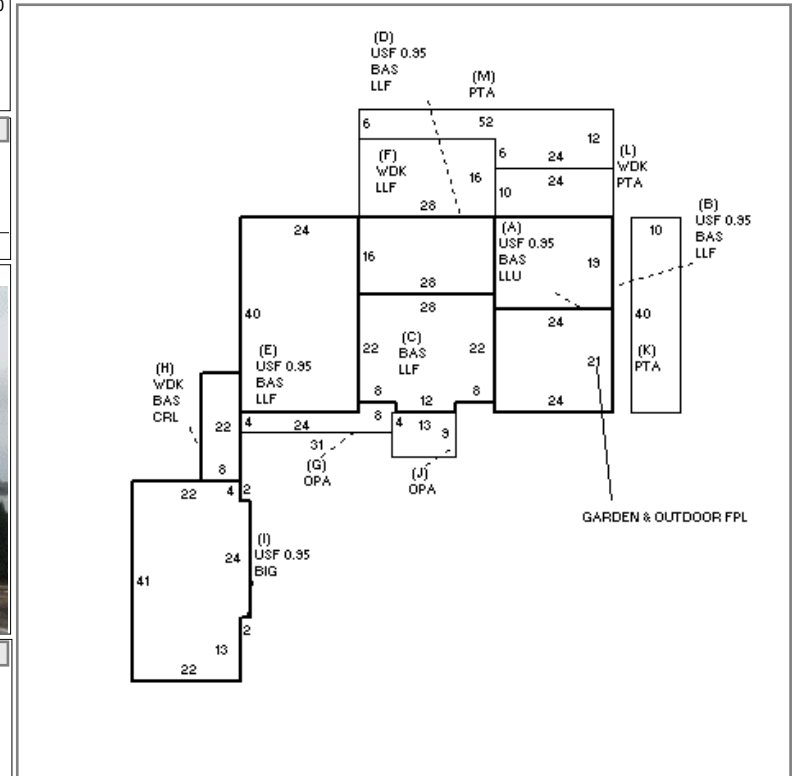 (D)
USF 0.95
BAS
LLF
(M)
PTA
6
52
12
(F)
WDK
LLF
16
28
6
24
24
10
(L)
WDK
PTA
(B)
USF 0.95
BAS
LLF
24
16
28
(A)
USF 0.95
BAS
LLU
19
10
40
28
24
40
(K)
PTA
(E)
USF 0.95
BAS
LLF
22
(C)
BAS
LLF
22
21
(H)
WDK
BAS
CRL
8
12
8
24
22
4
24
8
4
13
9
31
(G)
OPA
(J)
OPA
8
22
4
2
GARDEN & OUTDOOR FPL
41
24
(I)
USF 0.95
BIG
2
13
22